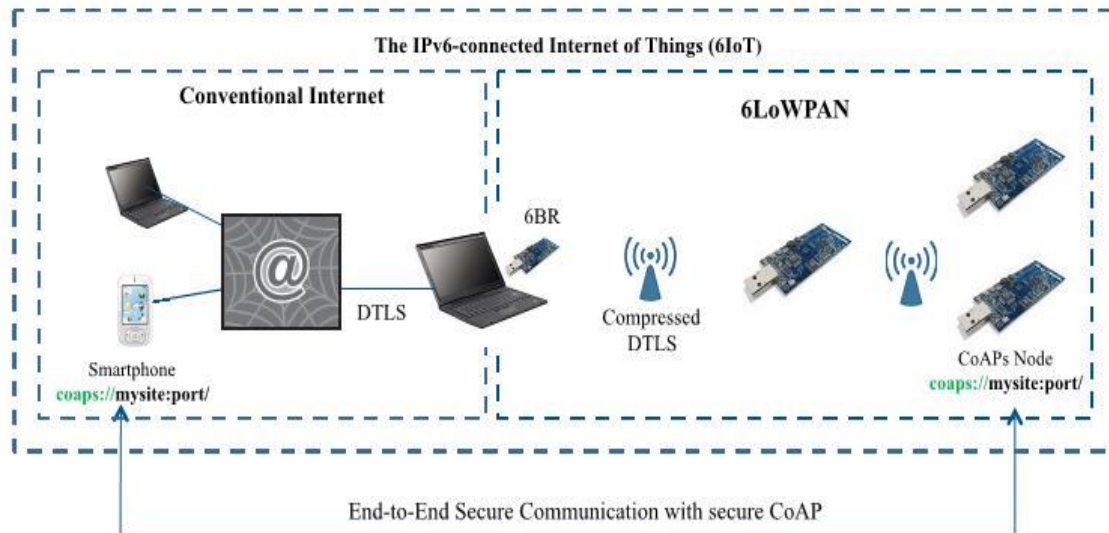 The IPv6-connected Internet of Things (6IoT)
Conventional Internet
6LoWPAN
6BR
@
DTLS
Compressed
DTLS
Smartphone
coaps://mysite:port/
CoAPs Node
coaps://mysite:port/
End-to-End Secure Communication with secure CoAP